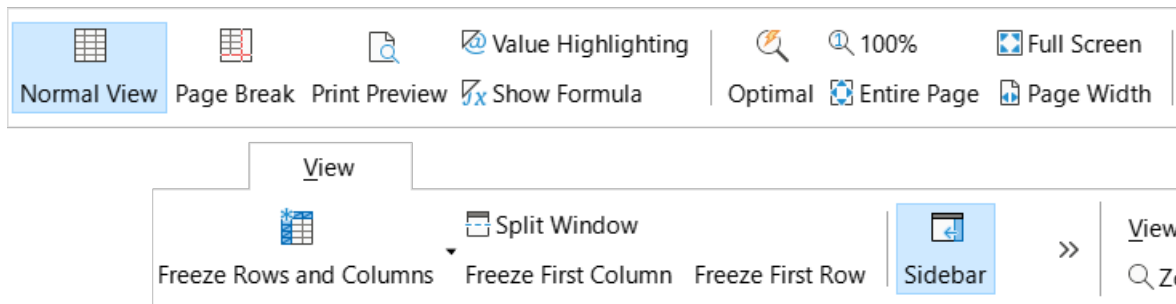 Value Highlighting 100% Full Screen
Normal View Page Break Print Preview Show Formula Optimal Entire Page Page Width
View
Split Window View
Freeze Rows and Columns Freeze First Column Freeze First Row Sidebar